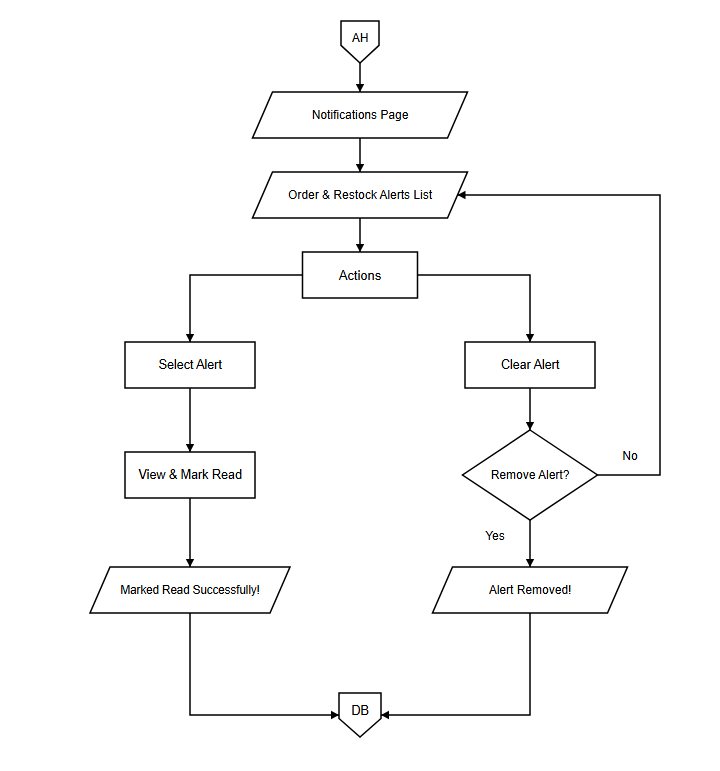 AH
Notifications Page
Order & Restock Alerts List
Actions
Select Alert
Clear Alert
View & Mark Read
Remove Alert?
No
Yes
Marked Read Successfully!
Alert Removed!
DB